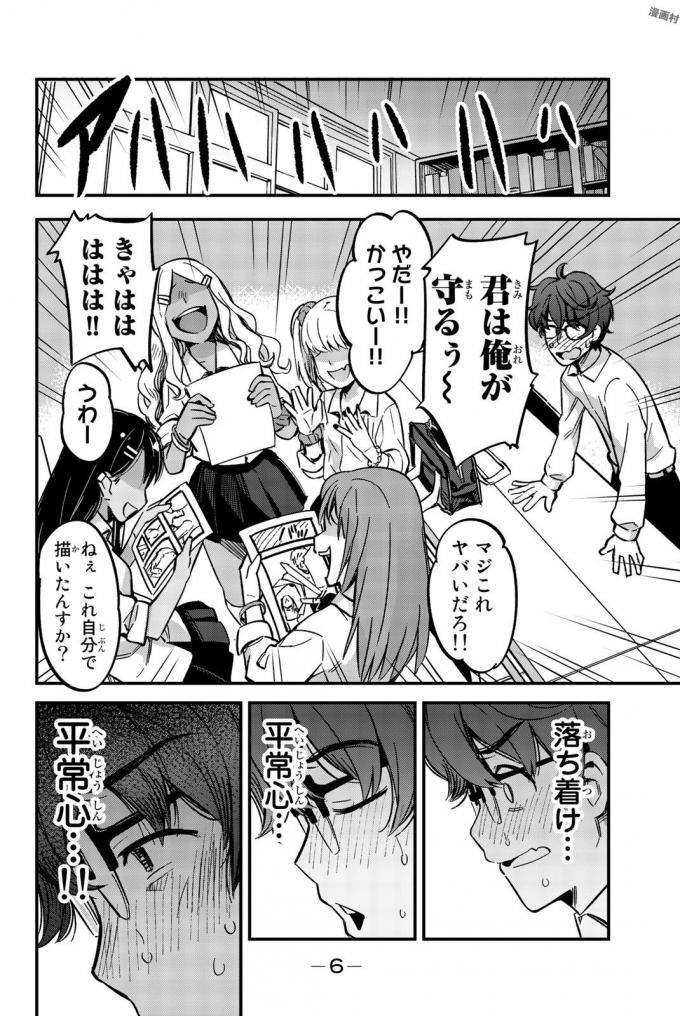 漫画村
アハハハハハハ
君は俺が
守るぅ～
やだー!!
かっこいー!!
きゃはは
ははは!!
うわー
マジこれ
ヤバいだろ!!
ねぇ これ自分で
描いたんすか?
落ち着け…
平常心…
平常心…!!
—6—